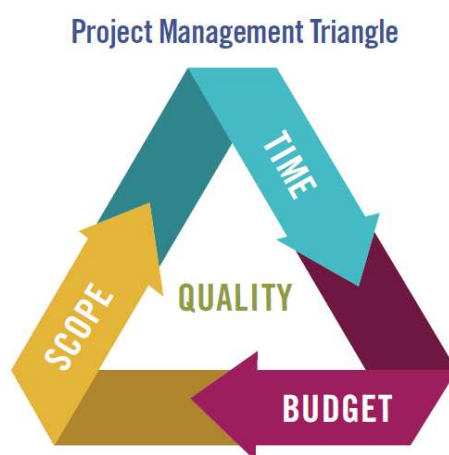 Project Management Triangle
TIME
SCOPE
QUALITY
BUDGET